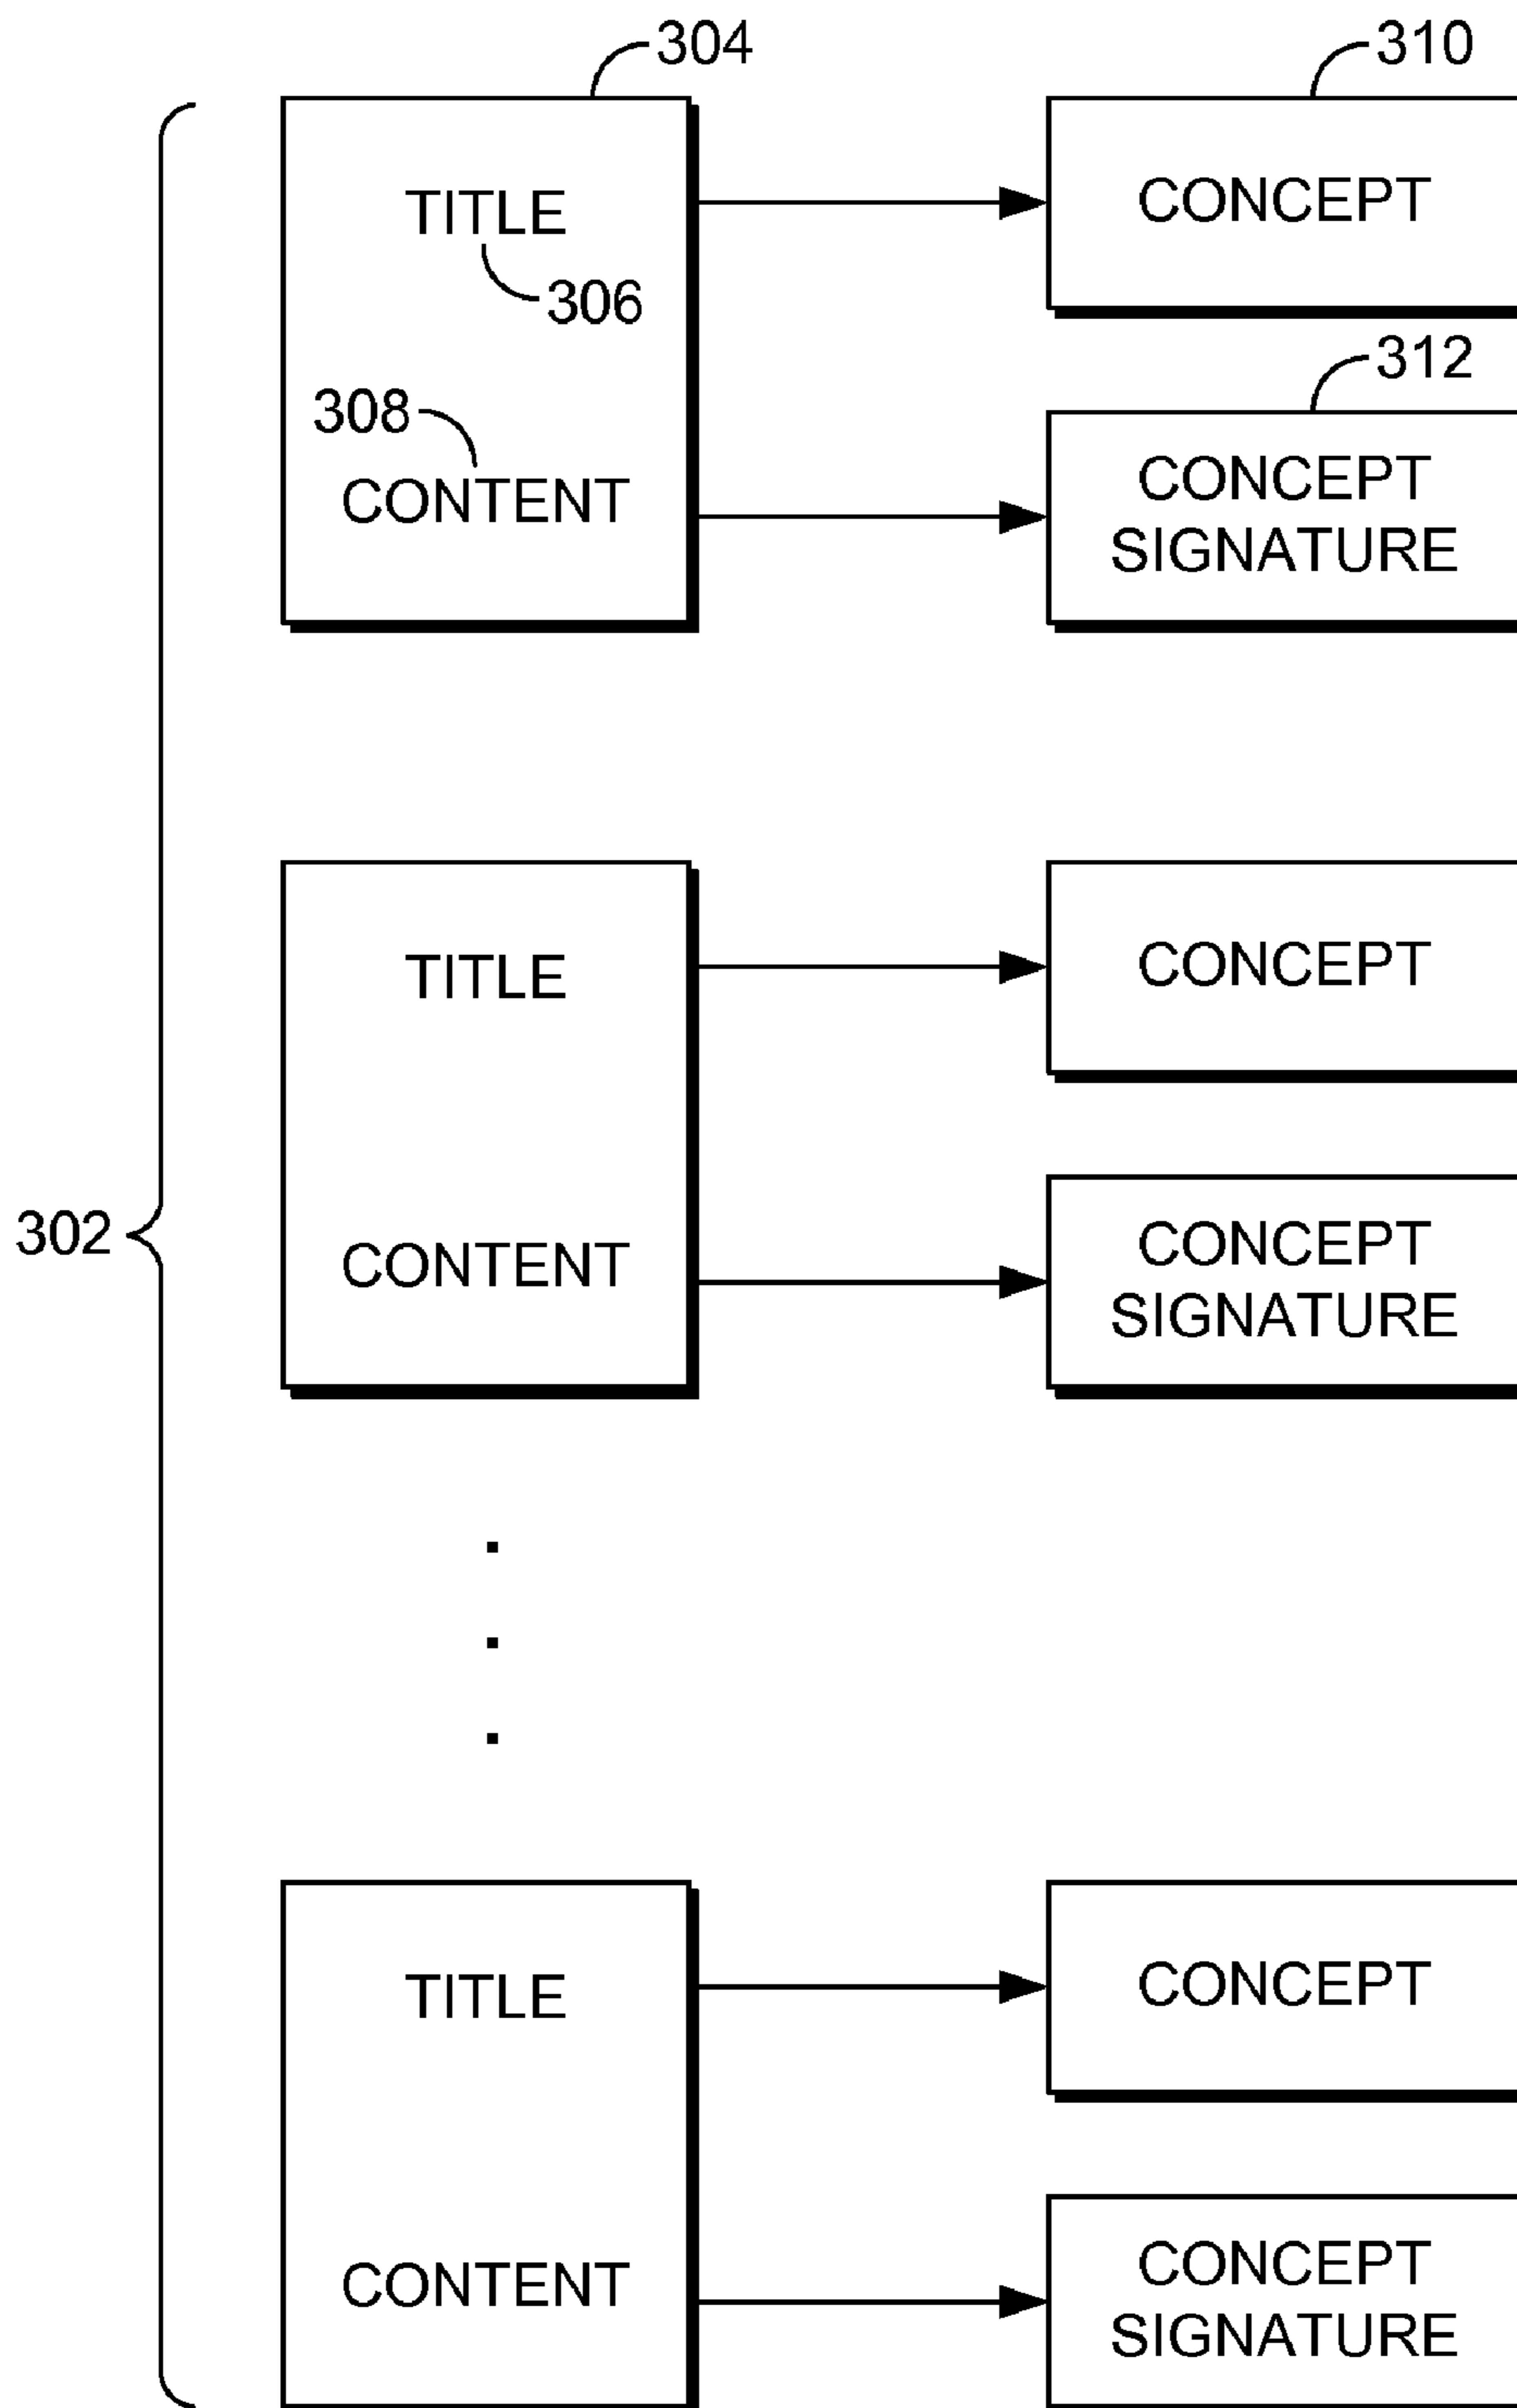 304
310
TITLE
CONCEPT
306
312
308
CONTENT
CONCEPT
SIGNATURE
TITLE
CONCEPT
302
CONTENT
CONCEPT
SIGNATURE
TITLE
CONCEPT
CONTENT
CONCEPT
SIGNATURE